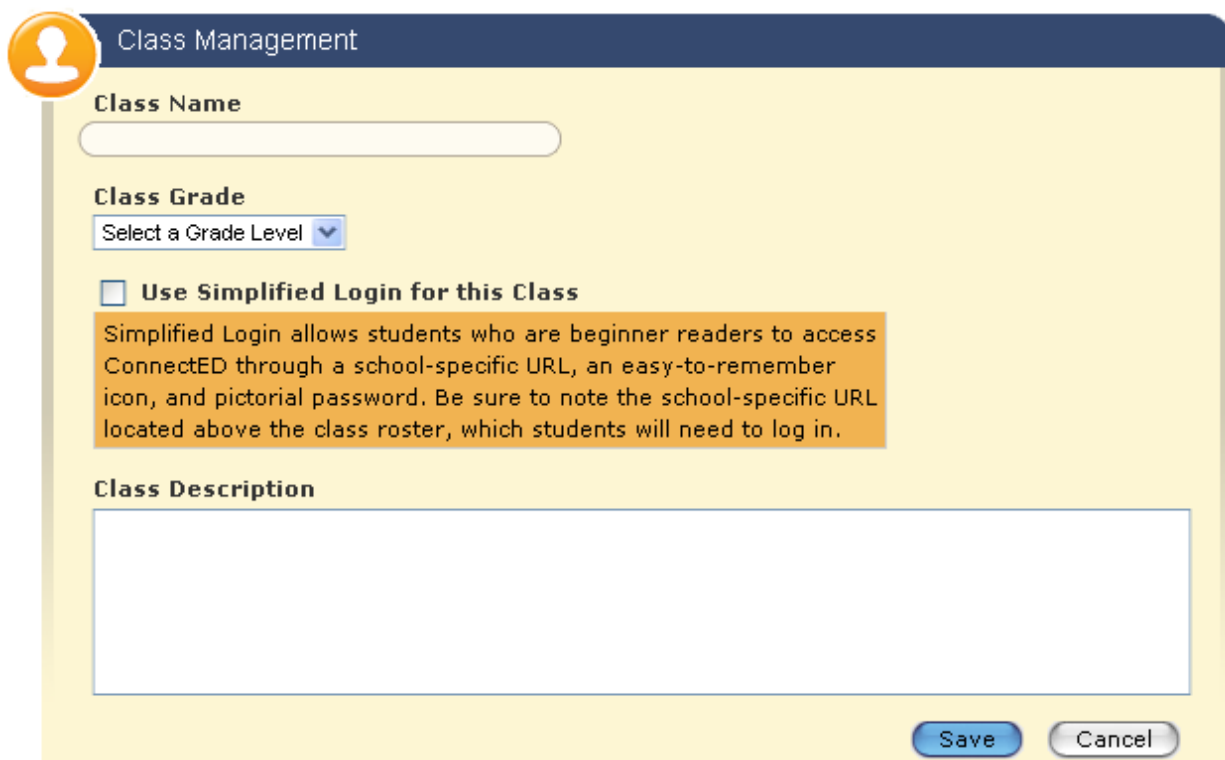 Class Management
Class Name
Class Grade
Select a Grade Level
Use Simplified Login for this Class
Simplified Login allows students who are beginner readers to access
ConnectED through a school-specific URL, an easy-to-remember
icon, and pictorial password. Be sure to note the school-specific URL
located above the class roster, which students will need to log in.
Class Description
Save Cancel